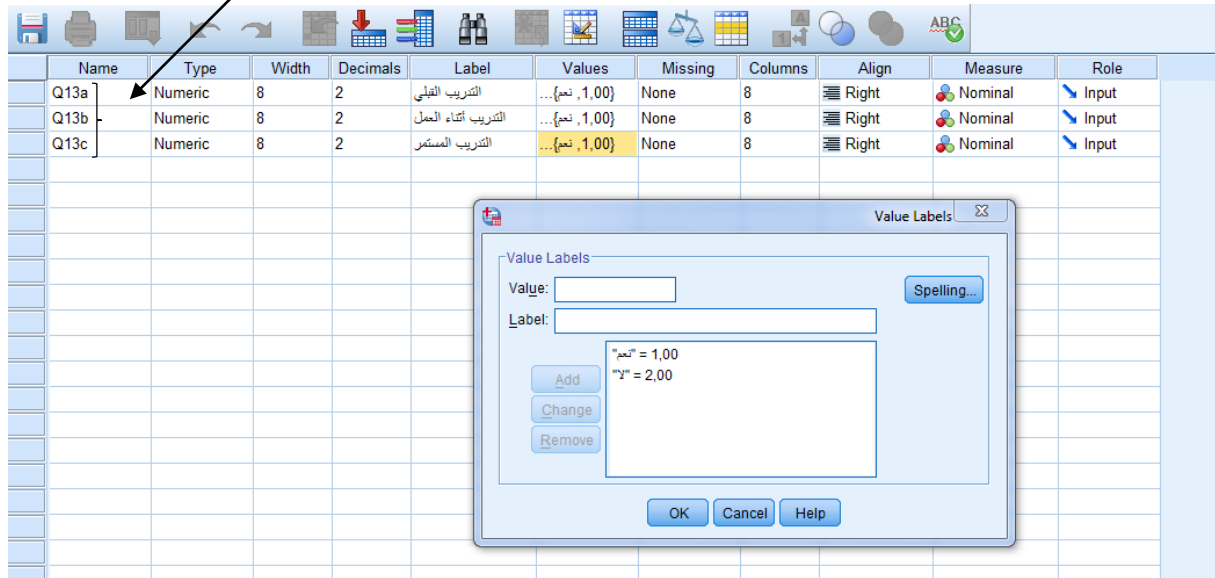 A
1
ABC
Name Type Width Decimals Label Values Missing Columns Align Measure Role
Q13a Numeric 8 2 التدريب القبلي {1,00, نعم}... None 8 Right Nominal Input
Q13b Numeric 8 2 التدريب أثناء العمل {1,00, نعم}... None 8 Right Nominal Input
Q13c Numeric 8 2 التدريب المستمر {1,00, نعم}... None 8 Right Nominal Input
Value Labels
Value Labels
Value:
Spelling...
Label:
"نعم" = 1,00
"لا" = 2,00
Add
Change
Remove
OK Cancel Help